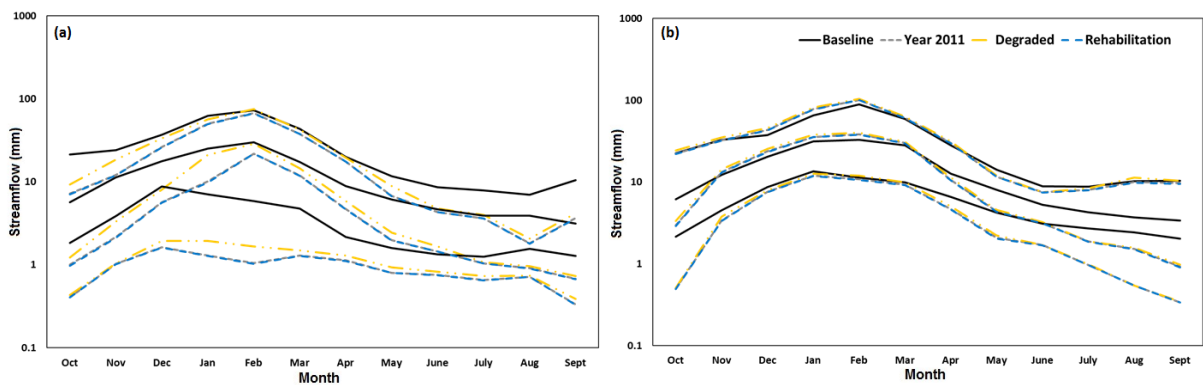 (a)
1000
100
10
1
0.1
Streamflow (mm)
Oct Nov Dec Jan Feb Mar Apr May June July Aug Sept
Month
(b)
Baseline Year 2011 Degraded Rehabilitation
1000
100
10
1
0.1
Streamflow (mm)
Oct Nov Dec Jan Feb Mar Apr May June July Aug Sept
Month